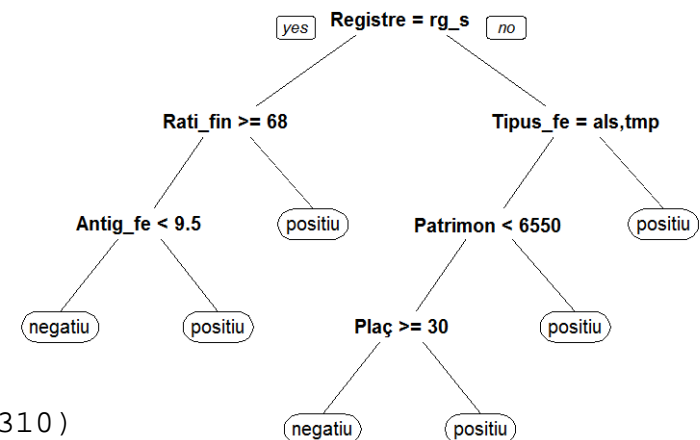 yes Registre = rg_s no
Rati_fin >= 68 Tipus_fe = als,tmp
Antig_fe < 9.5 positiu Patrimon < 6550 positiu
negatiu positiu Plaç >= 30 positiu
310)
negatiu positiu